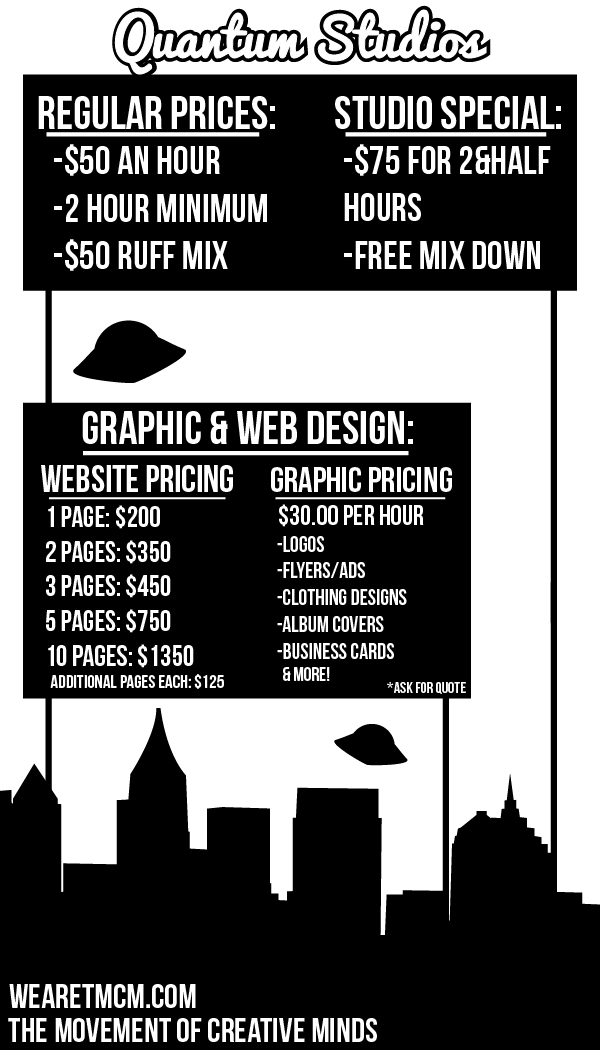 Quantum Studios
REGULAR PRICES:
-$50 AN HOUR
-2 HOUR MINIMUM
-$50 RUFF MIX
STUDIO SPECIAL:
-$75 FOR 2&HALF
HOURS
-FREE MIX DOWN
GRAPHIC & WEB DESIGN:
WEBSITE PRICING
1 PAGE: $200
2 PAGES: $350
3 PAGES: $450
5 PAGES: $750
10 PAGES: $1350
ADDITIONAL PAGES EACH: $125
GRAPHIC PRICING
$30.00 PER HOUR
-LOGOS
-FLYERS/ADS
-CLOTHING DESIGNS
-ALBUM COVERS
-BUSINESS CARDS
& MORE!
*ASK FOR QUOTE
WEARETMCM.COM
THE MOVEMENT OF CREATIVE MINDS